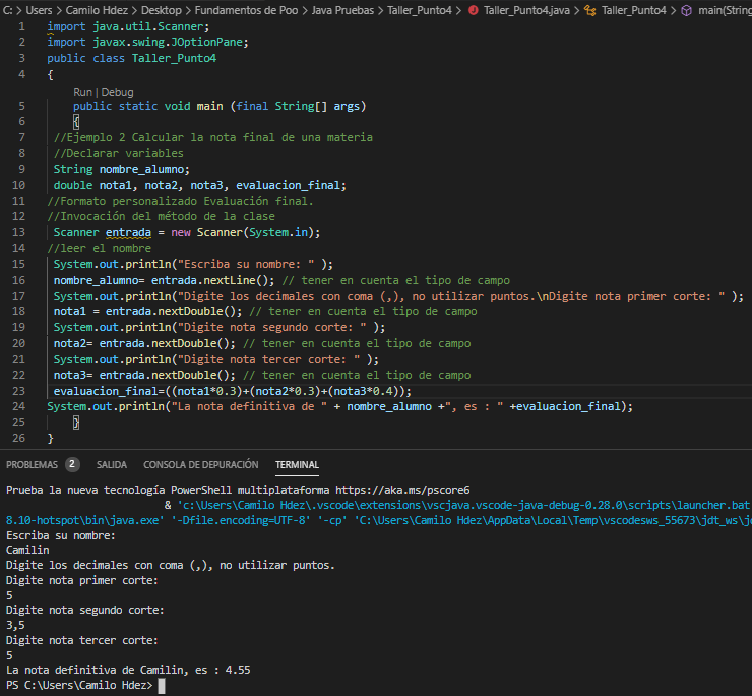 C: > Users > Camilo Hdez > Desktop > Fundamentos de Poo > Java Pruebas > Taller_Punto4 > Taller_Punto4.java > Taller_Punto4 > main(String
1 import java.util.Scanner;
2 import javax.swing.JOptionPane;
3 public class Taller_Punto4
4 {
Run | Debug
5 public static void main (final String[] args)
6 {
7 //Ejemplo 2 Calcular la nota final de una materia
8 //Declarar variables
9 String nombre_alumno;
10 double nota1, nota2, nota3, evaluacion_final;
11 //Formato personalizado Evaluación final.
12 //Invocación del método de la clase
13 Scanner entrada = new Scanner(System.in);
14 //leer el nombre
15 System.out.println("Escriba su nombre: " );
16 nombre_alumno= entrada.nextLine(); // tener en cuenta el tipo de campo
17 System.out.println("Digite los decimales con coma (,), no utilizar puntos.\nDigite nota primer corte: " );
18 nota1 = entrada.nextDouble(); // tener en cuenta el tipo de campo
19 System.out.println("Digite nota segundo corte: " );
20 nota2= entrada.nextDouble(); // tener en cuenta el tipo de campo
21 System.out.println("Digite nota tercer corte: " );
22 nota3= entrada.nextDouble(); // tener en cuenta el tipo de campo
23 evaluacion_final=((nota1*0.3)+(nota2*0.3)+(nota3*0.4));
24 System.out.println("La nota definitiva de " + nombre_alumno +", es : " +evaluacion_final);
25 }
26 }
PROBLEMAS 2 SALIDA CONSOLA DE DEPURACIÓN TERMINAL
Prueba la nueva tecnología PowerShell multiplataforma https://aka.ms/pscore6
& 'c:\Users\Camilo Hdez\.vscode\extensions\vscjava.vscode-java-debug-0.28.0\scripts\launcher.bat
8.10-hotspot\bin\java.exe' '-Dfile.encoding=UTF-8' '-cp' 'C:\Users\Camilo Hdez\AppData\Local\Temp\vscodesws_55673\jdt_ws\jd
Escriba su nombre:
Camilin
Digite los decimales con coma (,), no utilizar puntos.
Digite nota primer corte:
5
Digite nota segundo corte:
3,5
Digite nota tercer corte:
5
La nota definitiva de Camilin, es : 4.55
PS C:\Users\Camilo Hdez>